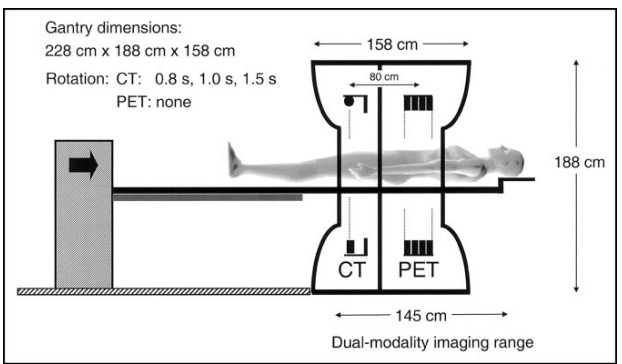 Gantry dimensions:
228 cm x 188 cm x 158 cm
Rotation: CT: 0.8 s, 1.0 s, 1.5 s
PET: none
158 cm
80 cm
188 cm
CT PET
145 cm
Dual-modality imaging range